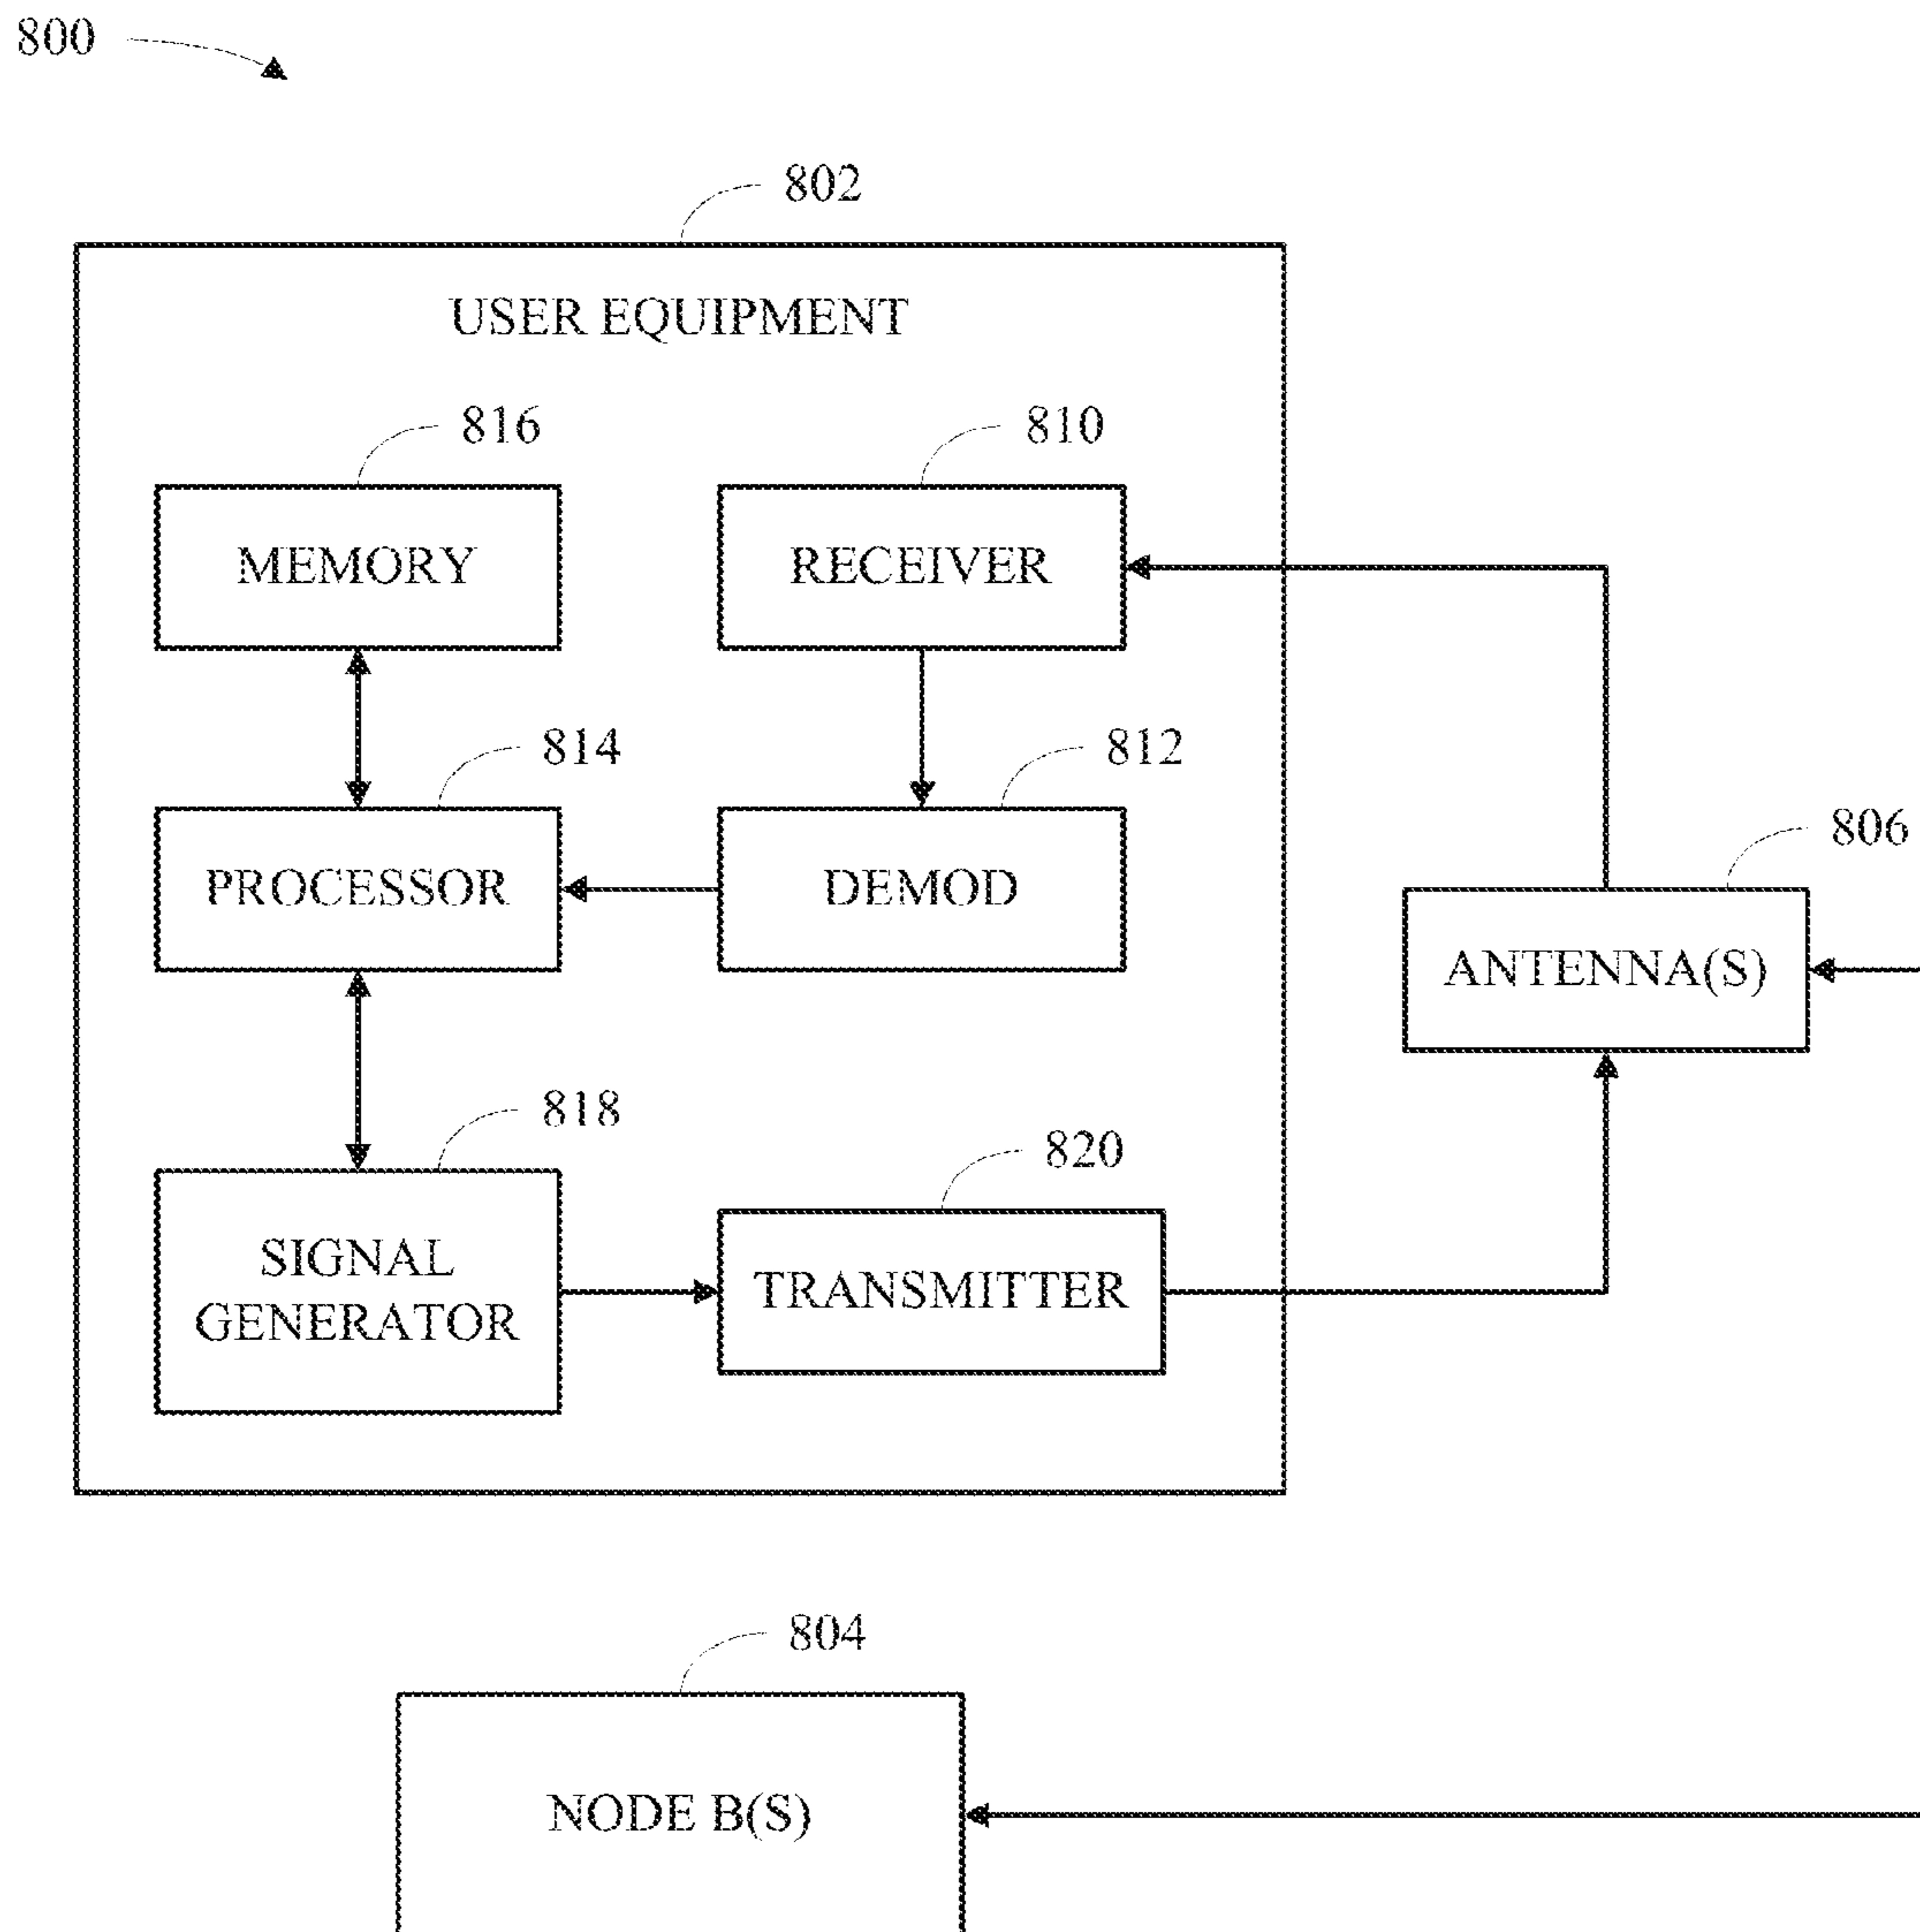 800
802
USER EQUIPMENT
816
810
MEMORY
RECEIVER
814
812
806
PROCESSOR
DEMOD
ANTENNA(S)
818
820
SIGNAL
GENERATOR
TRANSMITTER
804
NODE B(S)